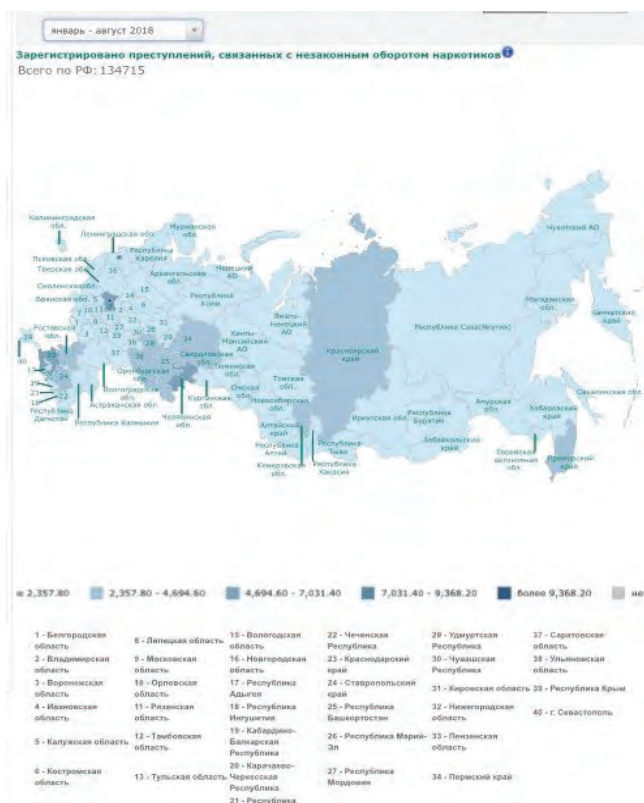 январь - август 2018
Зарегистрировано преступлений, связанных с незаконным оборотом наркотиков
Всего по РФ: 134715
Калининградская обл.
Ленинградская обл.
Мурманская обл.
Чукотский АО
Псковская обл.
Республика Карелия
Ненецкий АО
Тверская обл.
Архангельская обл.
Смоленская обл.
Республика Коми
Магаданская обл.
Камчатский край
Брянская обл.
Ямало-Ненецкий АО
Ростовская обл.
Ханты-Мансийский АО
Республика Саха(Якутия)
Красноярский край
Свердловская обл.
Тюменская обл.
Томская обл.
Оренбургская обл.
Омская обл.
Сахалинская обл.
Волгоградская обл.
Курганская обл.
Новосибирская обл.
Иркутская обл.
Республика Бурятия
Амурская обл.
Хабаровский край
Республика Дагестан
Астраханская обл.
Республика Калмыкия
Челябинская обл.
Алтайский край
Республика Алтай
Республика Тыва
Забайкальский край
Еврейская автономная обл.
Приморский край
Кемеровская обл.
Республика Хакасия
2,357.80
2,357.80 - 4,694.60
4,694.60 - 7,031.40
7,031.40 - 9,368.20
более 9,368.20
не
1 - Белгородская область
2 - Владимирская область
3 - Воронежская область
4 - Ивановская область
5 - Калужская область
6 - Костромская область
8 - Липецкая область
9 - Московская область
10 - Орловская область
11 - Рязанская область
12 - Тамбовская область
13 - Тульская область
15 - Вологодская область
16 - Новгородская область
17 - Республика Адыгея
18 - Республика Ингушетия
19 - Кабардино-Балкарская Республика
20 - Карачаево-Черкесская Республика
21 - Республика
22 - Чеченская Республика
23 - Краснодарский край
24 - Ставропольский край
25 - Республика Башкортостан
26 - Республика Марий-Эл
27 - Республика Мордовия
29 - Удмуртская Республика
30 - Чувашская Республика
31 - Кировская область
32 - Нижегородская область
33 - Пензенская область
34 - Пермский край
37 - Саратовская область
38 - Ульяновская область
39 - Республика Крым
40 - г. Севастополь